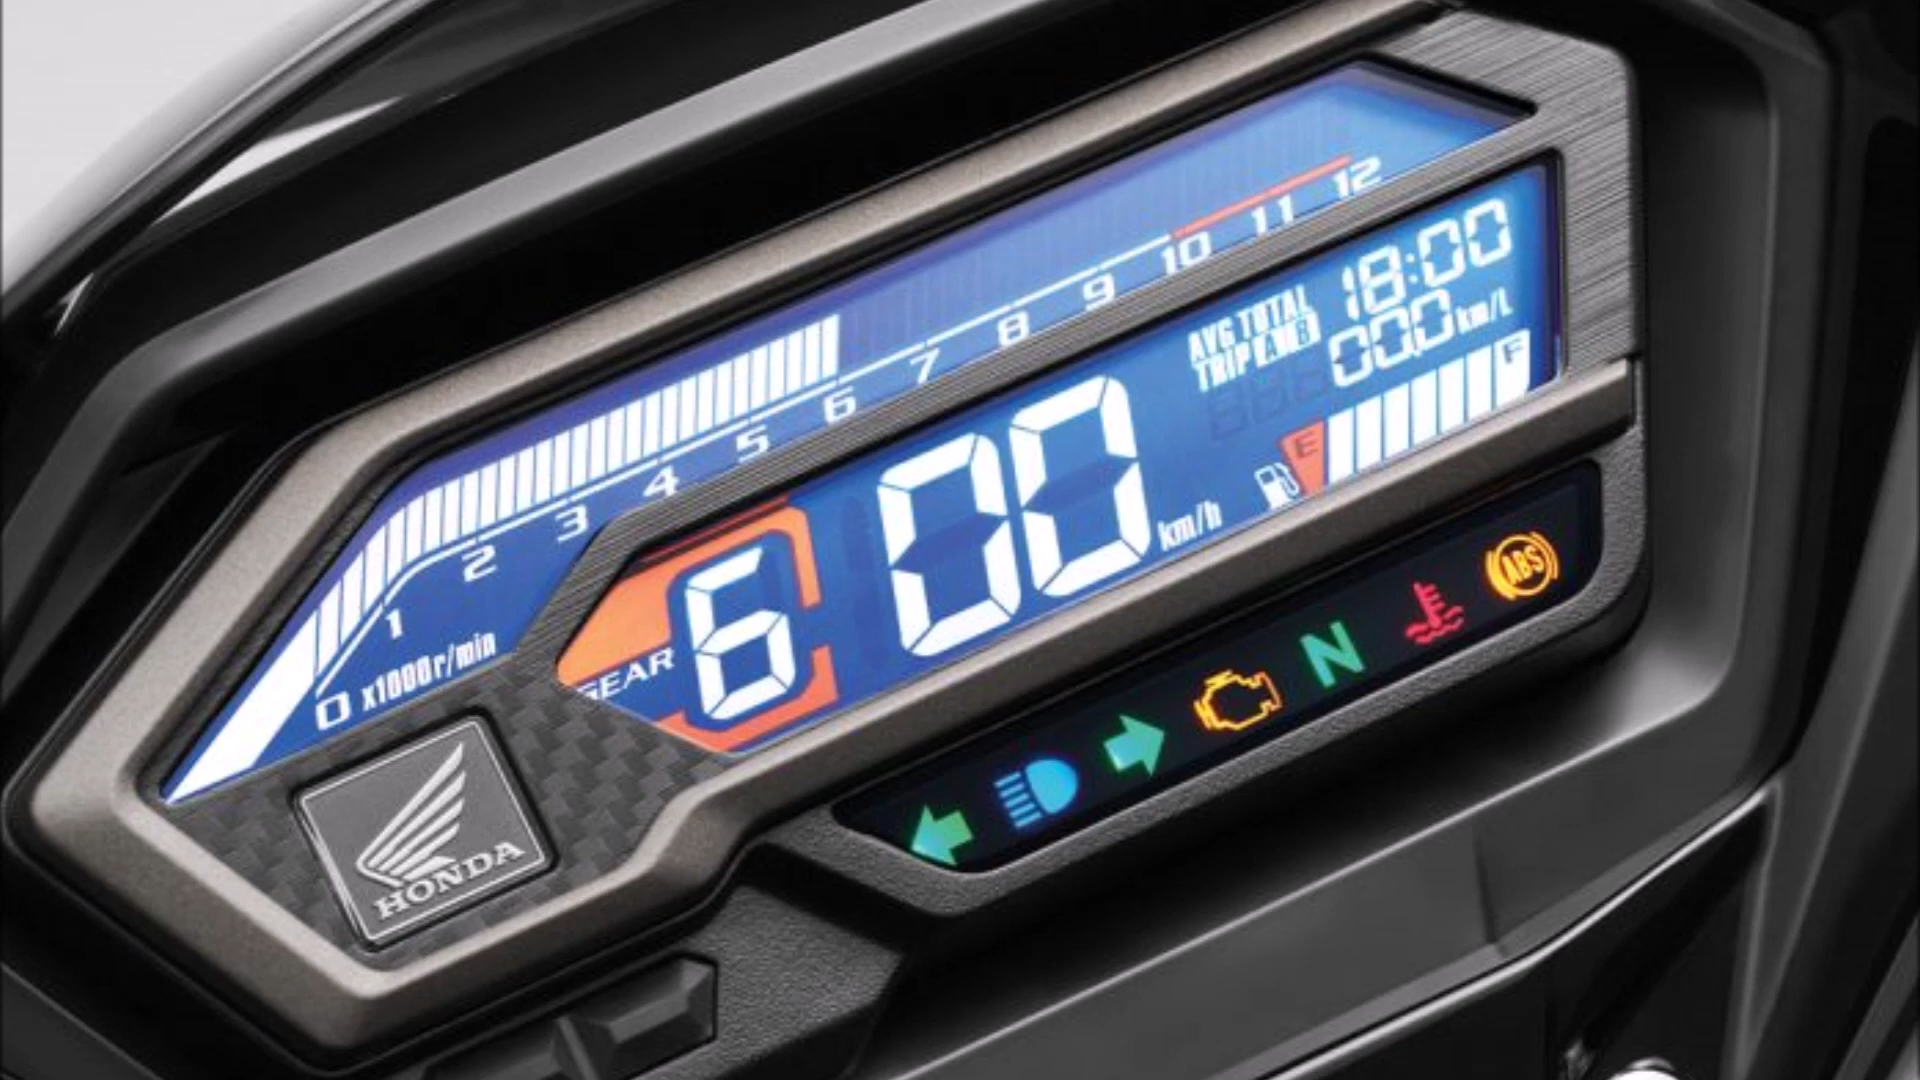 0 1 2 3 4 5 6 7 8 9 10 11 12
x1000r/min
18:00
AVG TOTAL
TRIP A B
00.0 km/L
E F
GEAR 6
00 km/h
N
ABS
HONDA